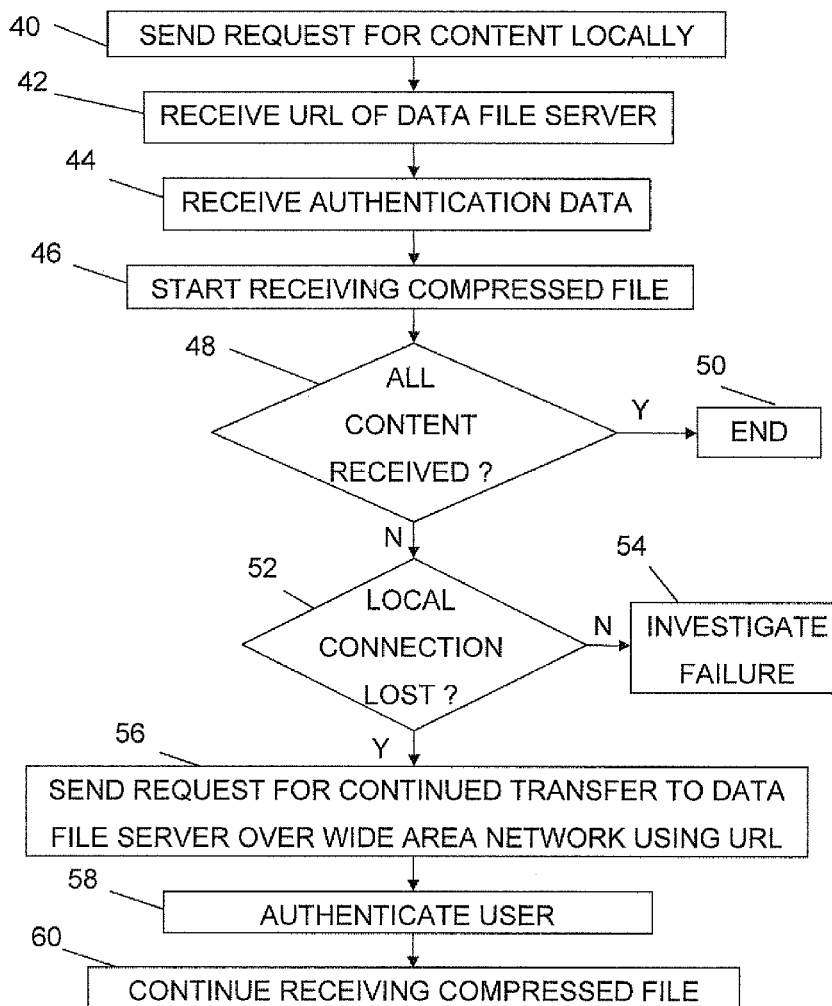 40
SEND REQUEST FOR CONTENT LOCALLY
42
RECEIVE URL OF DATA FILE SERVER
44
RECEIVE AUTHENTICATION DATA
46
START RECEIVING COMPRESSED FILE
48
ALL
CONTENT
RECEIVED ?
Y
50
END
N
52
LOCAL
CONNECTION
LOST ?
N
54
INVESTIGATE
FAILURE
Y
56
SEND REQUEST FOR CONTINUED TRANSFER TO DATA
FILE SERVER OVER WIDE AREA NETWORK USING URL
58
AUTHENTICATE USER
60
CONTINUE RECEIVING COMPRESSED FILE